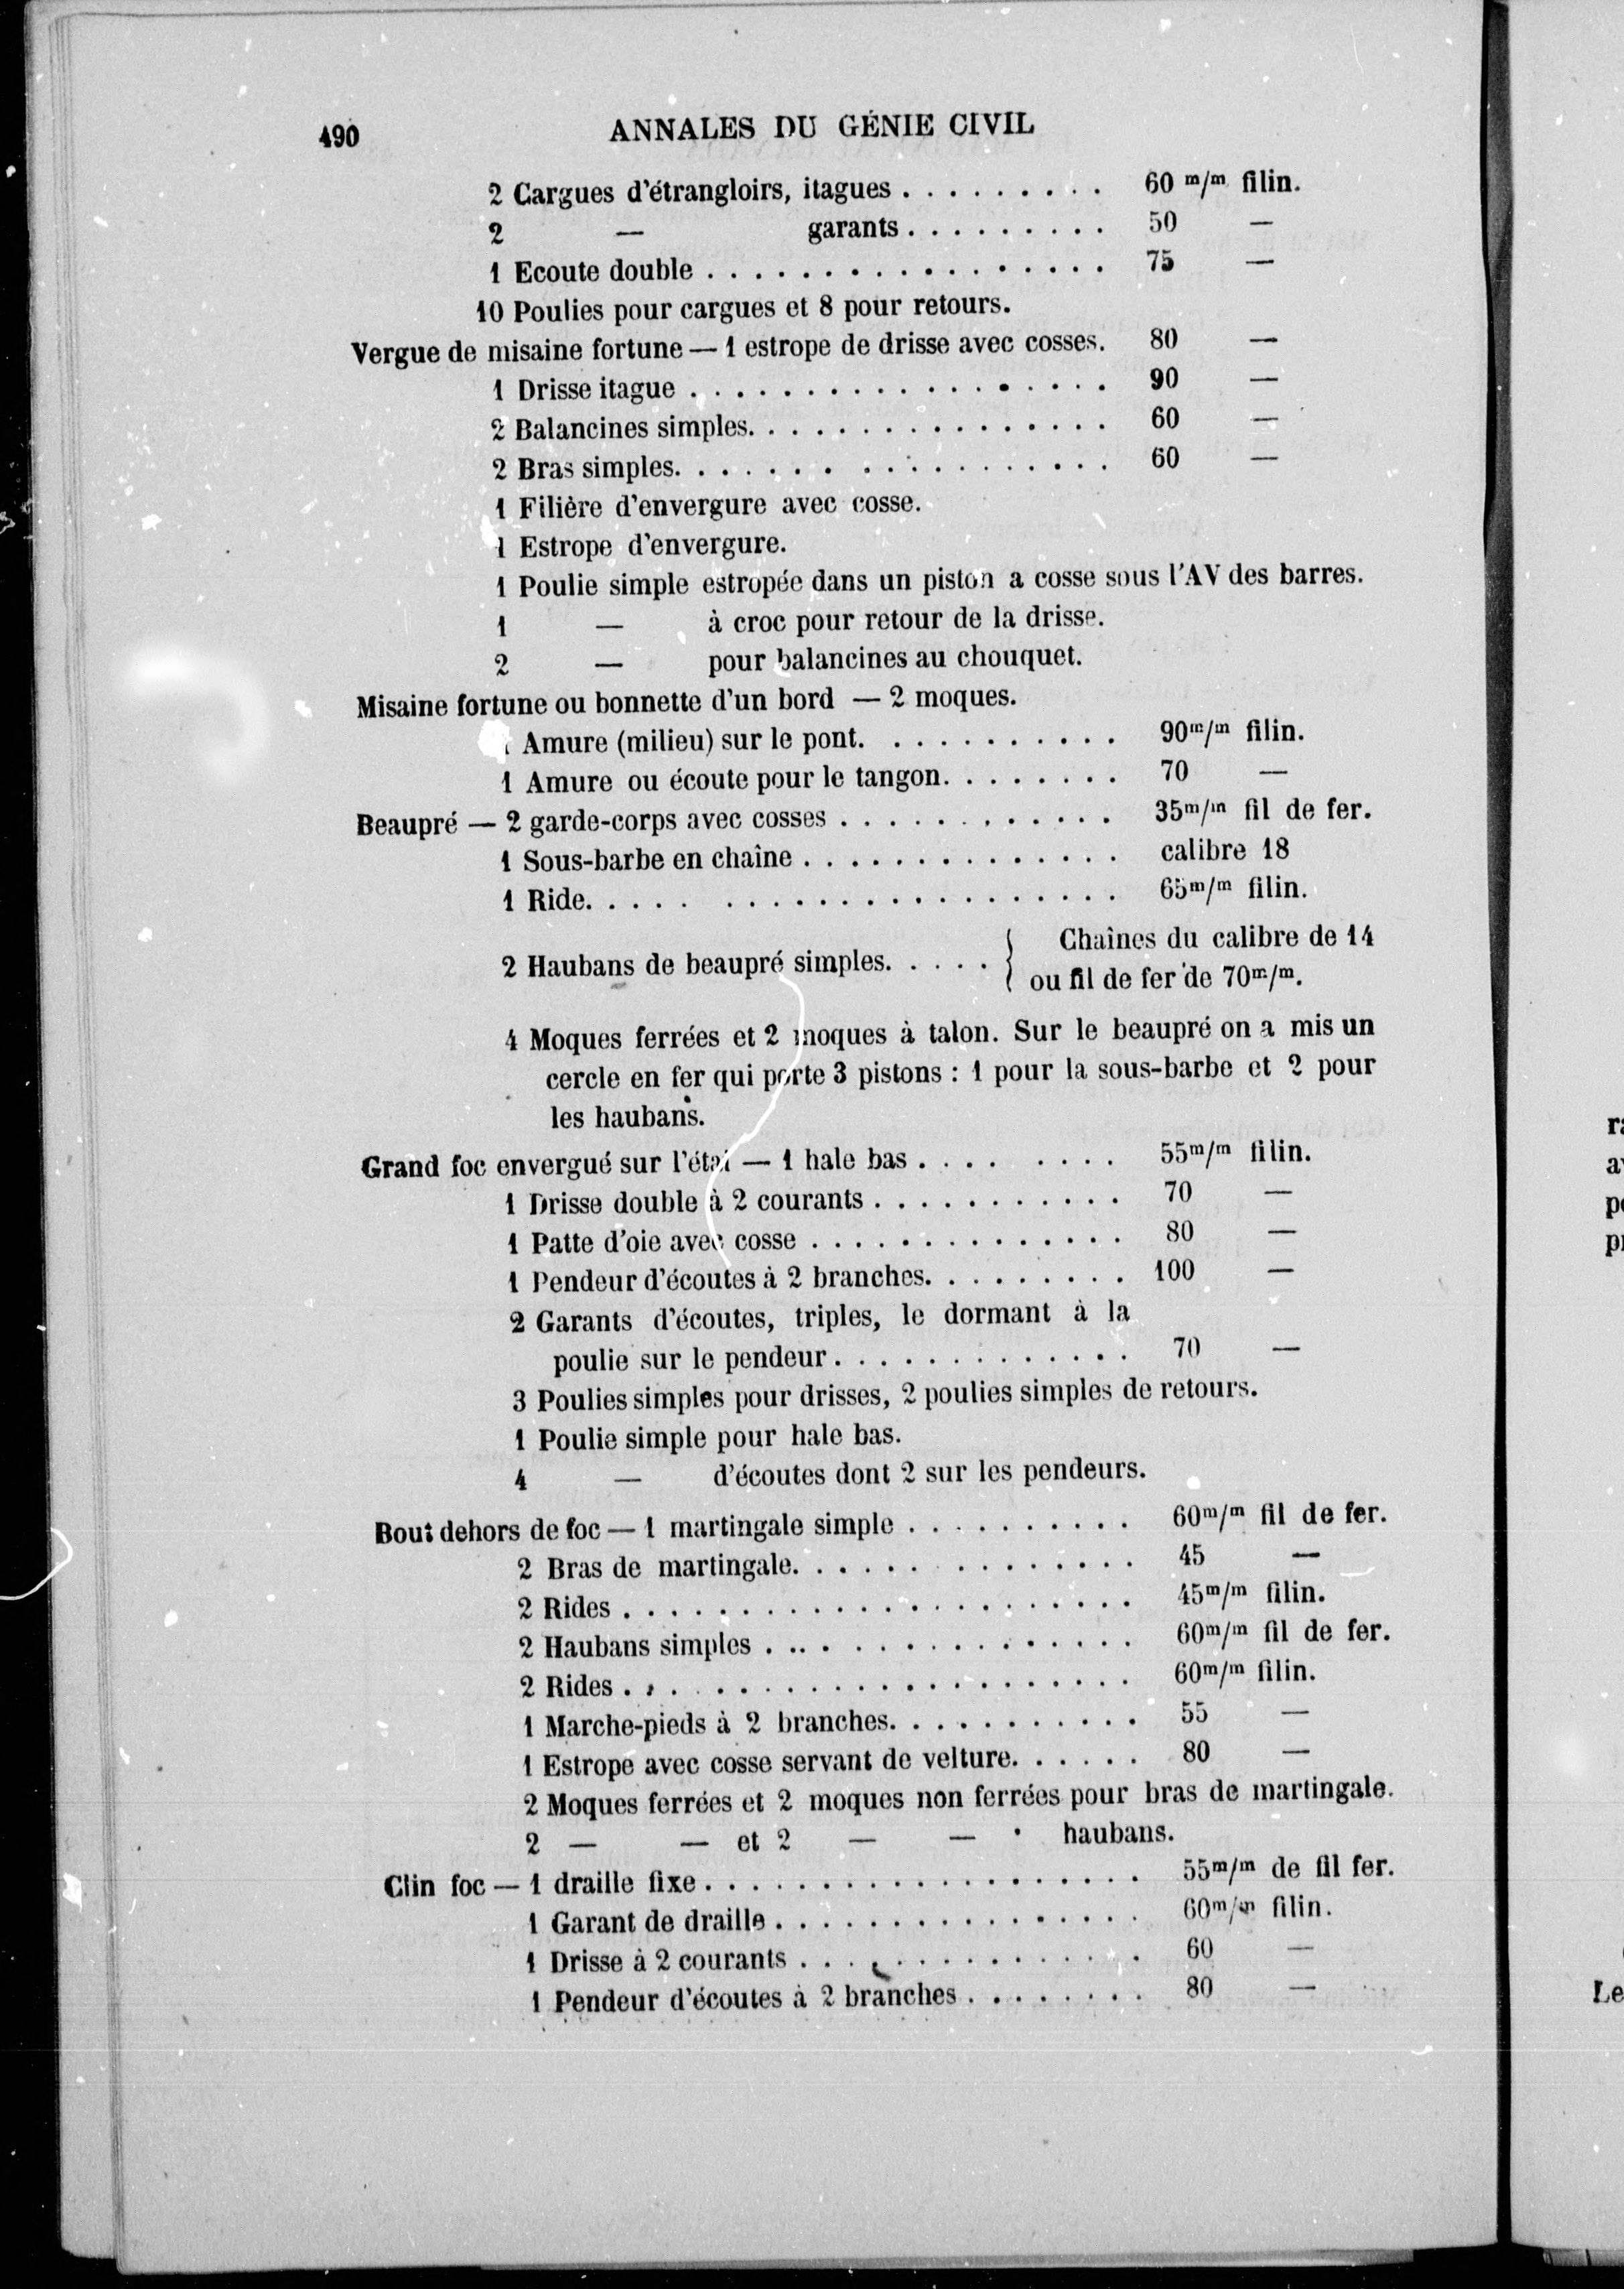 490 ANNALES DU GÉNIE CIVIL
2 Cargues d'étrangloirs, itagues . . . . . . . . . 60 m/m filin.
2 — garants . . . . . . . . . 50 —
1 Ecoute double . . . . . . . . . . . . . . . . . 75 —
10 Poulies pour cargues et 8 pour retours.
Vergue de misaine fortune — 1 estrope de drisse avec cosses. 80 —
1 Drisse itague . . . . . . . . . . . . . . . . . . 90 —
2 Balancines simples. . . . . . . . . . . . . . . . 60 —
2 Bras simples. . . . . . . . . . . . . . . . . . 60 —
1 Filière d'envergure avec cosse.
1 Estrope d'envergure.
1 Poulie simple estropée dans un piston a cosse sous l'AV des barres.
1 — à croc pour retour de la drisse.
2 — pour balancines au chouquet.
Misaine fortune ou bonnette d'un bord — 2 moques.
1 Amure (milieu) sur le pont. . . . . . . . . . . 90m/m filin.
1 Amure ou écoute pour le tangon. . . . . . . . 70 —
Beaupré — 2 garde-corps avec cosses . . . . . . . . . . . . 35m/m fil de fer.
1 Sous-barbe en chaîne . . . . . . . . . . . . . . calibre 18
1 Ride. . . . . . . . . . . . . . . . . . . . . . 65m/m filin.
2 Haubans de beaupré simples. . . . . { Chaînes du calibre de 14
ou fil de fer de 70m/m.
4 Moques ferrées et 2 moques à talon. Sur le beaupré on a mis un
cercle en fer qui porte 3 pistons : 1 pour la sous-barbe et 2 pour
les haubans.
Grand foc envergué sur l'étai — 1 hale bas . . . . . . . . 55m/m filin.
1 Drisse double à 2 courants . . . . . . . . . . . 70 —
1 Patte d'oie avec cosse . . . . . . . . . . . . . . 80 —
1 Pendeur d'écoutes à 2 branches. . . . . . . . . 100 —
2 Garants d'écoutes, triples, le dormant à la
poulie sur le pendeur . . . . . . . . . . . . . 70 —
3 Poulies simples pour drisses, 2 poulies simples de retours.
1 Poulie simple pour hale bas.
4 — d'écoutes dont 2 sur les pendeurs.
Bout dehors de foc — 1 martingale simple . . . . . . . . . . 60m/m fil de fer.
2 Bras de martingale. . . . . . . . . . . . . . . 45 —
2 Rides . . . . . . . . . . . . . . . . . . . . . . 45m/m filin.
2 Haubans simples . . . . . . . . . . . . . . . . 60m/m fil de fer.
2 Rides . . . . . . . . . . . . . . . . . . . . . . 60m/m filin.
1 Marche-pieds à 2 branches. . . . . . . . . . . 55 —
1 Estrope avec cosse servant de velture. . . . . . 80 —
2 Moques ferrées et 2 moques non ferrées pour bras de martingale.
2 — — et 2 — — haubans.
Clin foc — 1 draille fixe . . . . . . . . . . . . . . . . . . . 55m/m de fil fer.
1 Garant de draille . . . . . . . . . . . . . . . . 60m/m filin.
1 Drisse à 2 courants . . . . . . . . . . . . . . . 60 —
1 Pendeur d'écoutes à 2 branches . . . . . . . . 80 —
Le